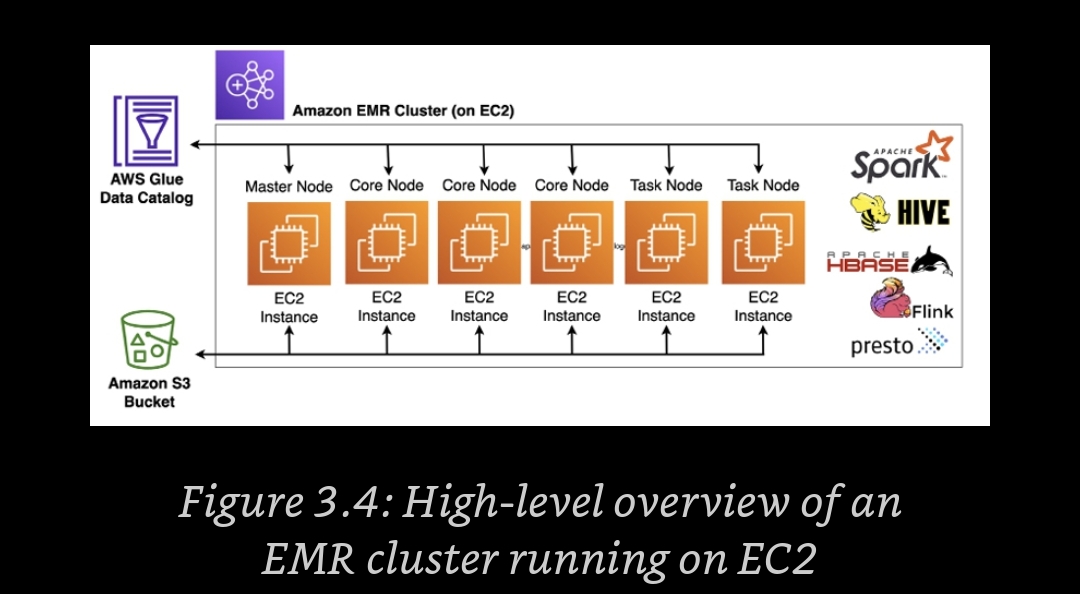 Amazon EMR Cluster (on EC2)
AWS Glue
Data Catalog
Master Node
Core Node
Core Node
Core Node
Task Node
Task Node
EC2
Instance
EC2
Instance
EC2
Instance
EC2
Instance
EC2
Instance
EC2
Instance
Amazon S3
Bucket
APACHE
Spark
HIVE
APACHE
HBASE
Flink
presto
Figure 3.4: High-level overview of an
EMR cluster running on EC2